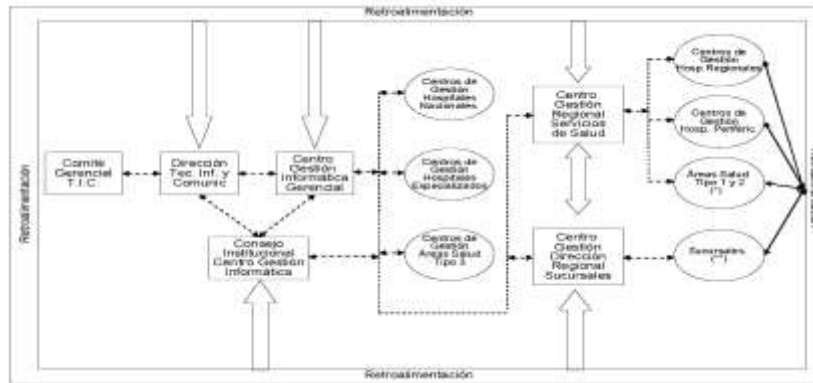 Retroalimentación
Retroalimentación
Comité
Gerencial
T.I.C.
Dirección
Tec. Inf. y
Comunic
Centro
Gestión
Informática
Gerencial
Consejo
Institucional
Centro Gestión
Informática
Centros de
Gestión
Hospitales
Nacionales
Centros de
Gestión
Hospitales
Especializados
Centros de
Gestión
Áreas Salud
Tipo 3
Centro
Gestión
Regional
Servicios
de Salud
Centro
Gestión
Dirección
Regional
Sucursales
Centros de
Gestión
Hosp. Regionales
Centros de
Gestión
Hosp. Periféric.
Áreas Salud
Tipo 1 y 2
(*)
Sucursales
(**)
Retroalimentación